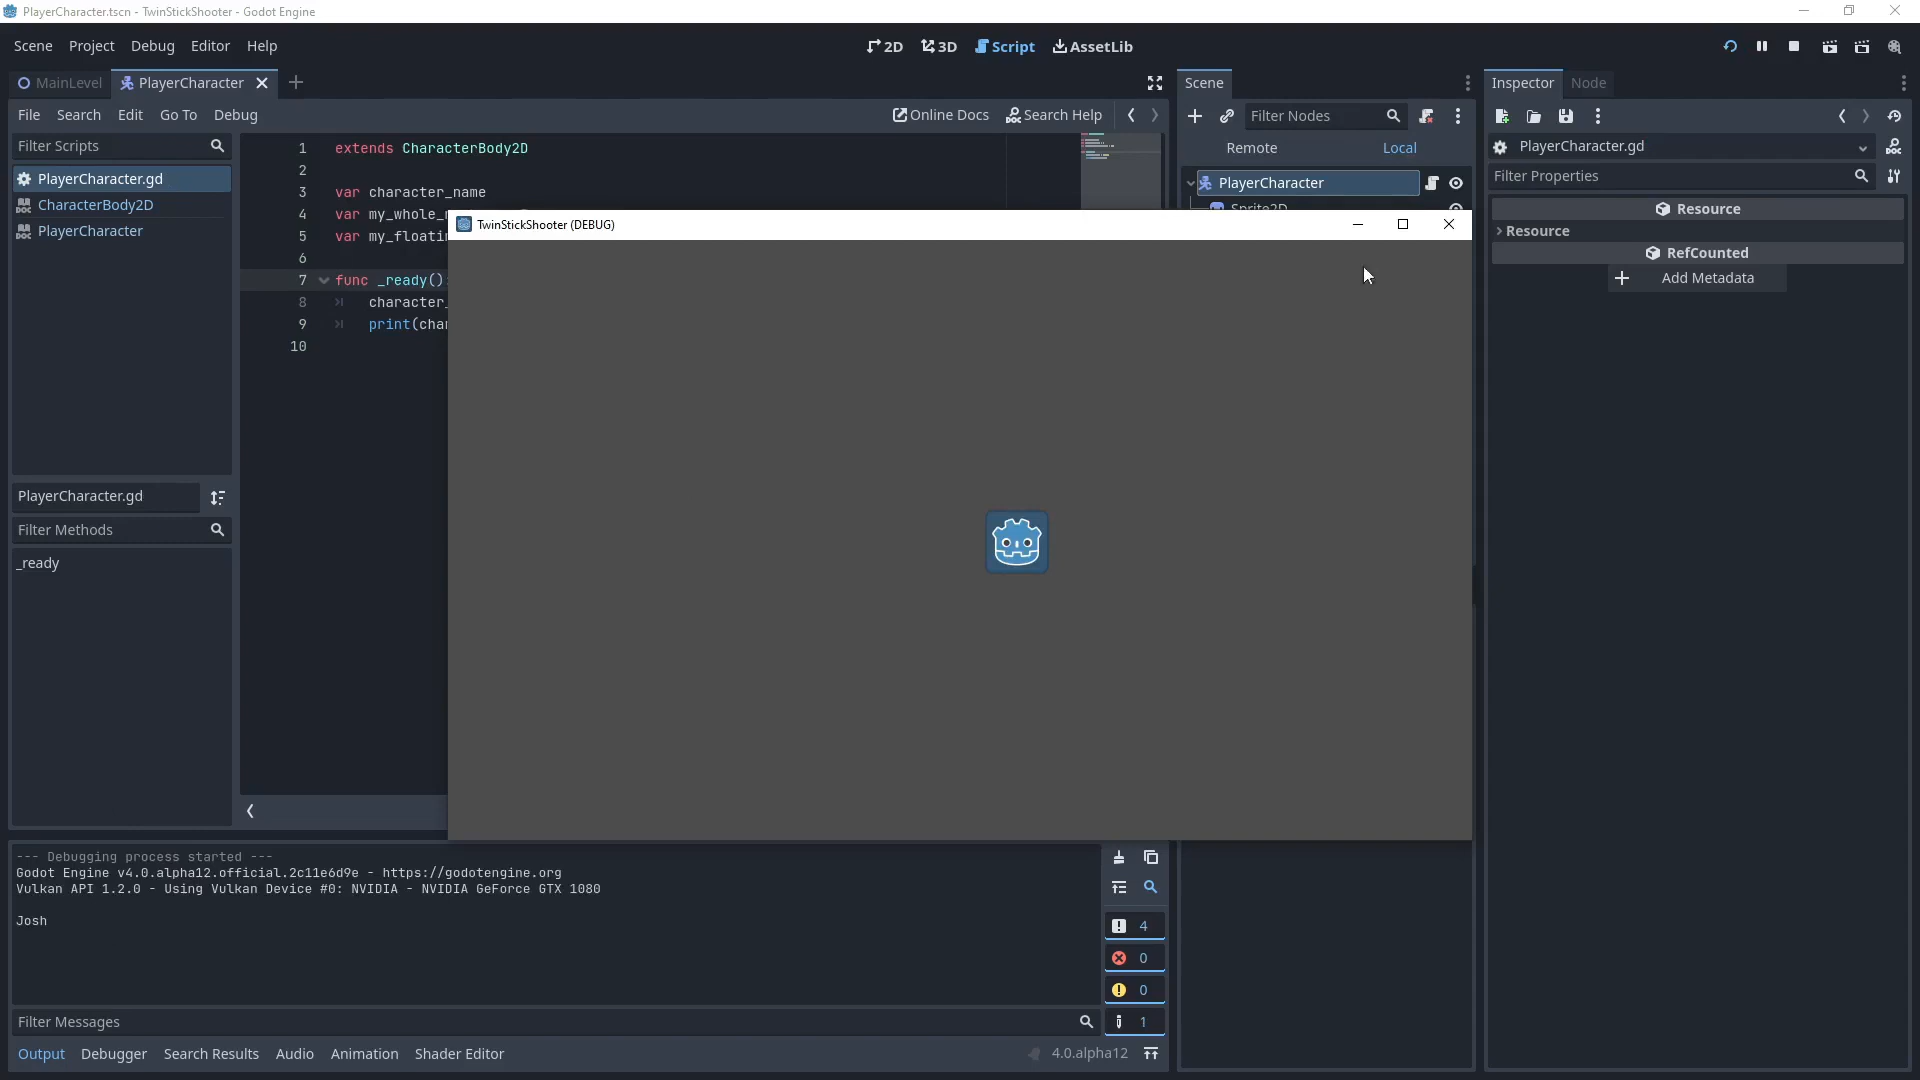 PlayerCharacter.tscn - TwinStickShooter - Godot Engine
Scene Project Debug Editor Help
2D 3D Script AssetLib
MainLevel PlayerCharacter
File Search Edit Go To Debug
Online Docs Search Help
Filter Scripts
PlayerCharacter.gd
CharacterBody2D
PlayerCharacter
PlayerCharacter.gd
Filter Methods
_ready
1 extends CharacterBody2D
2
3 var character_name
4 var my_whole_
5 var my_floati
6
7 func _ready()
8 character_
9 print(cha
10
TwinStickShooter (DEBUG)
Scene
Filter Nodes
Remote Local
PlayerCharacter
Sprite2D
Inspector Node
PlayerCharacter.gd
Filter Properties
Resource
Resource
RefCounted
Add Metadata
--- Debugging process started ---
Godot Engine v4.0.alpha12.official.2c11e6d9e - https://godotengine.org
Vulkan API 1.2.0 - Using Vulkan Device #0: NVIDIA - NVIDIA GeForce GTX 1080
Josh
4
0
0
1
Filter Messages
Output Debugger Search Results Audio Animation Shader Editor
4.0.alpha12